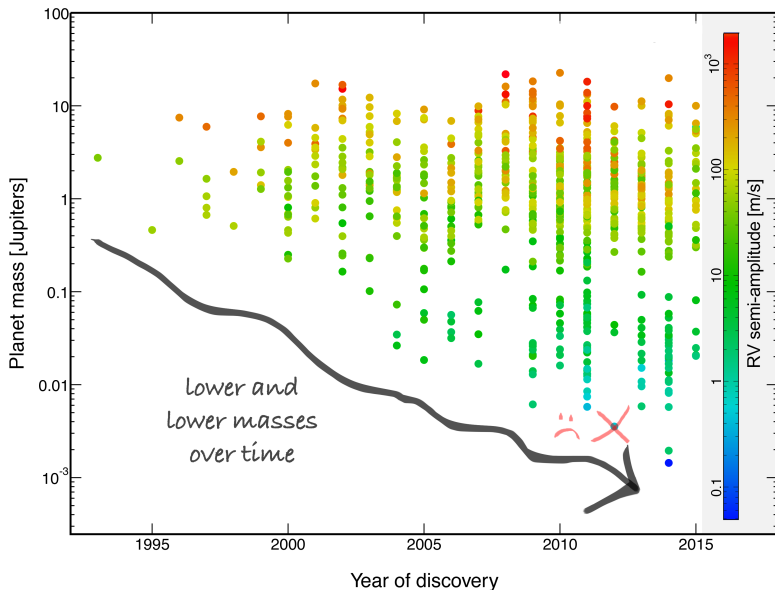 100
10
1
0.1
0.01
10-3
Planet mass [Jupiters]
lower and
lower masses
over time
1995
2000
2005
2010
2015
Year of discovery
10³
100
10
1
0.1
RV semi-amplitude [m/s]